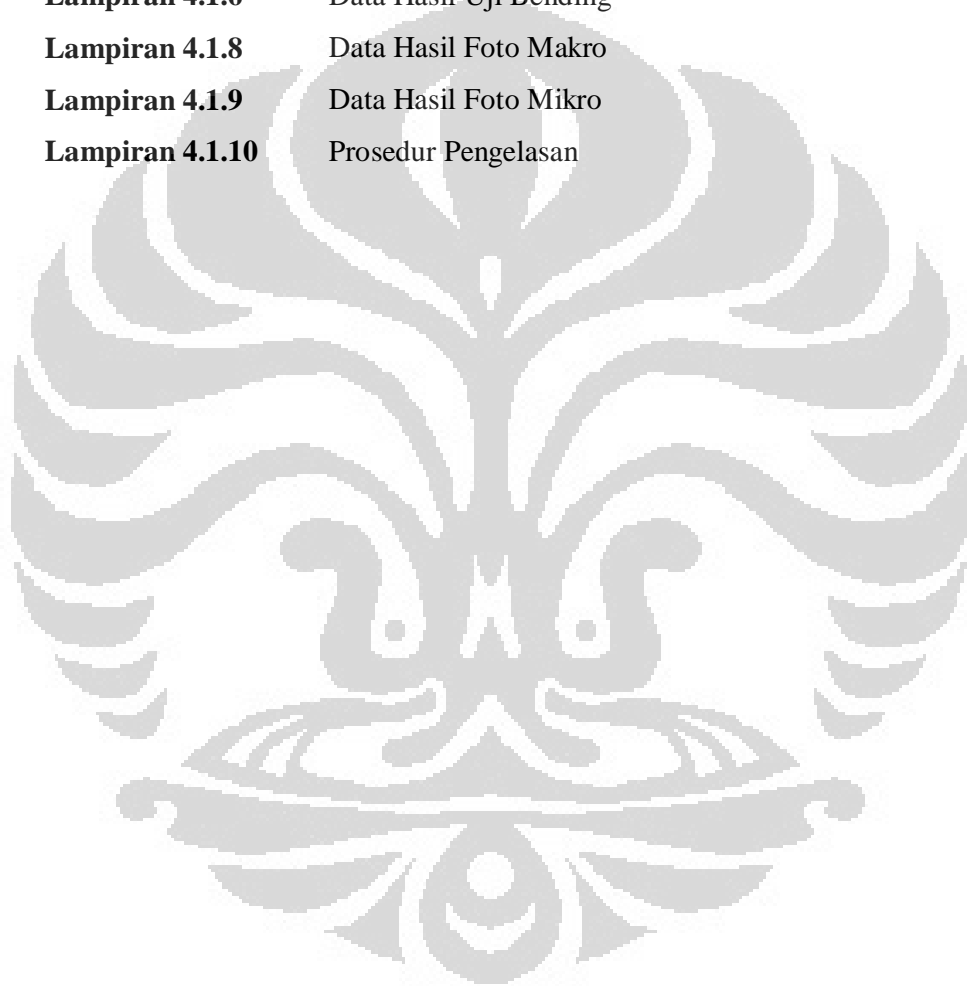 Lampiran 4.1.8 Data Hasil Foto Makro
Lampiran 4.1.9 Data Hasil Foto Mikro
Lampiran 4.1.10 Prosedur Pengelasan